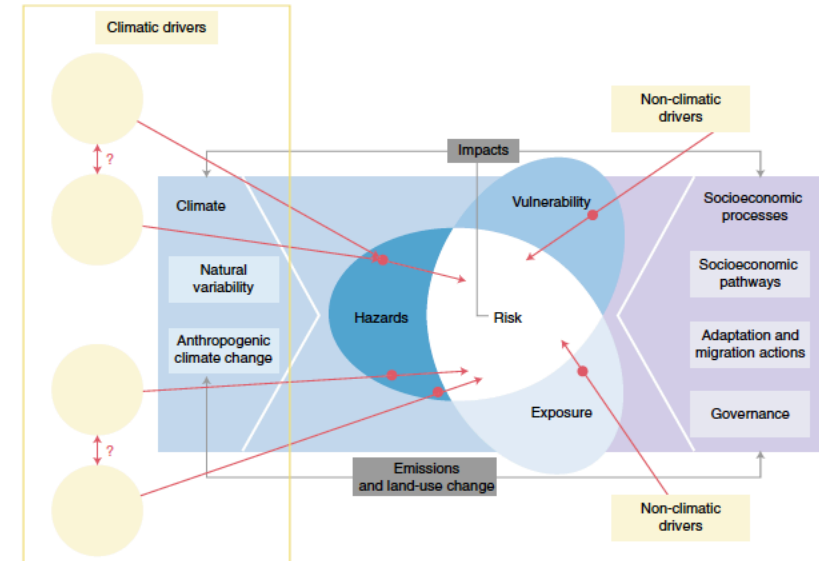 Climatic drivers
Non-climatic
drivers
?
Impacts
Climate
Vulnerability
Socioeconomic
processes
Natural
variability
Socioeconomic
pathways
Hazards
Risk
Anthropogenic
climate change
Adaptation and
migration actions
Exposure
Governance
?
Emissions
and land-use change
Non-climatic
drivers